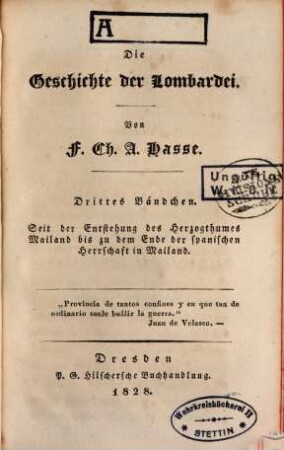 A
Die
Geschichte der Lombardei.
Von
F. Ch. A. Hasse.
Drittes Bändchen.
Ungültig
Seit der Entstehung des Herzogthumes
Mailand bis zu dem Ende der spanischen
Herrschaft in Mailand.
„Provincia de tantos confines y en que tan de
ordinario suele bullir la guerra.“
Juan de Velasco. —
Dresden
P. G. Hilschersche Buchhandlung.
1828.
Wehrkreisbücherei II
STETTIN